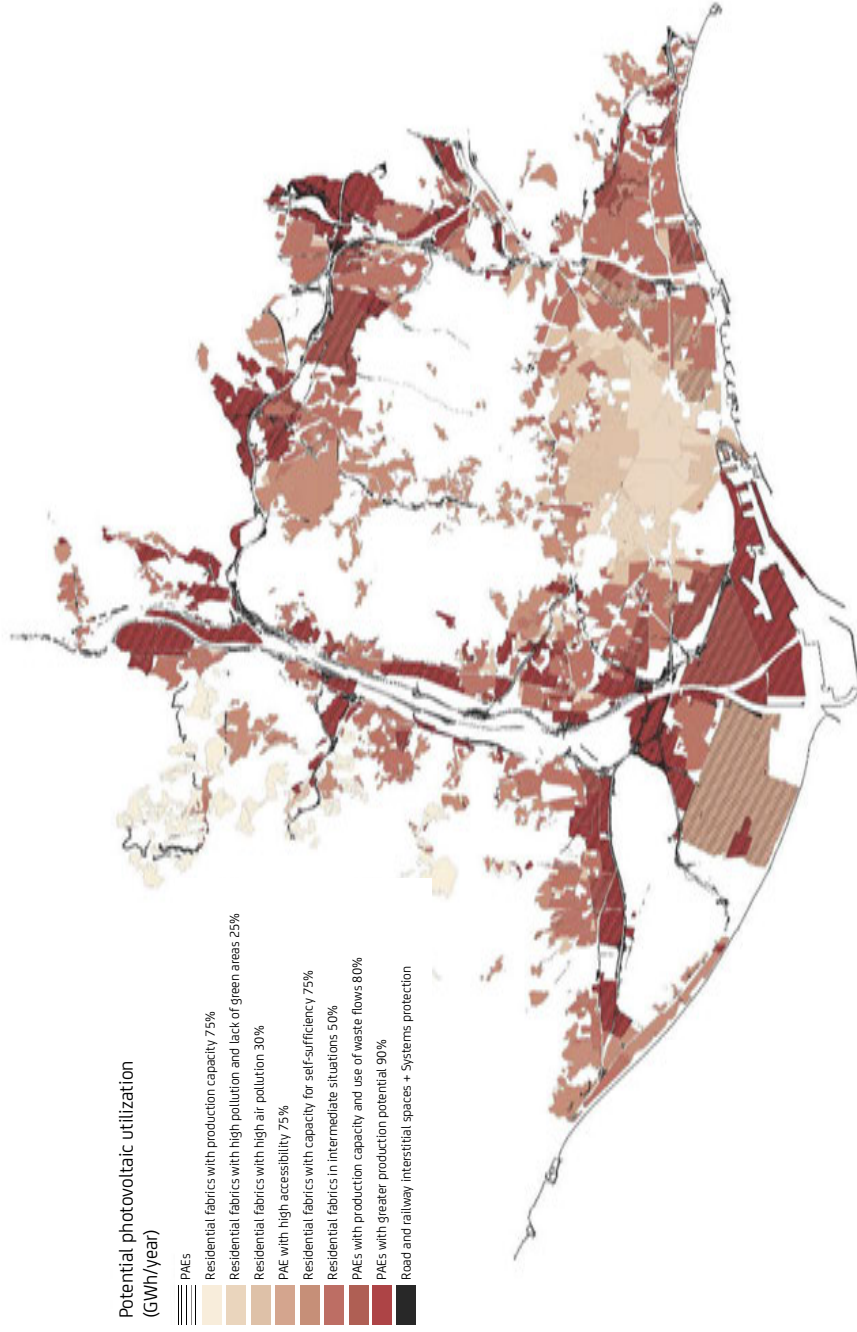 Potential photovoltaic utilization
(GWh/year)
PAEs
Residential fabrics with production capacity 75%
Residential fabrics with high pollution and lack of green areas 25%
Residential fabrics with high air pollution 30%
PAE with high accessibility 75%
Residential fabrics with capacity for self-sufficiency 75%
Residential fabrics in intermediate situations 50%
PAEs with production capacity and use of waste flows 80%
PAEs with greater production potential 90%
Road and railway interstitial spaces + Systems protection